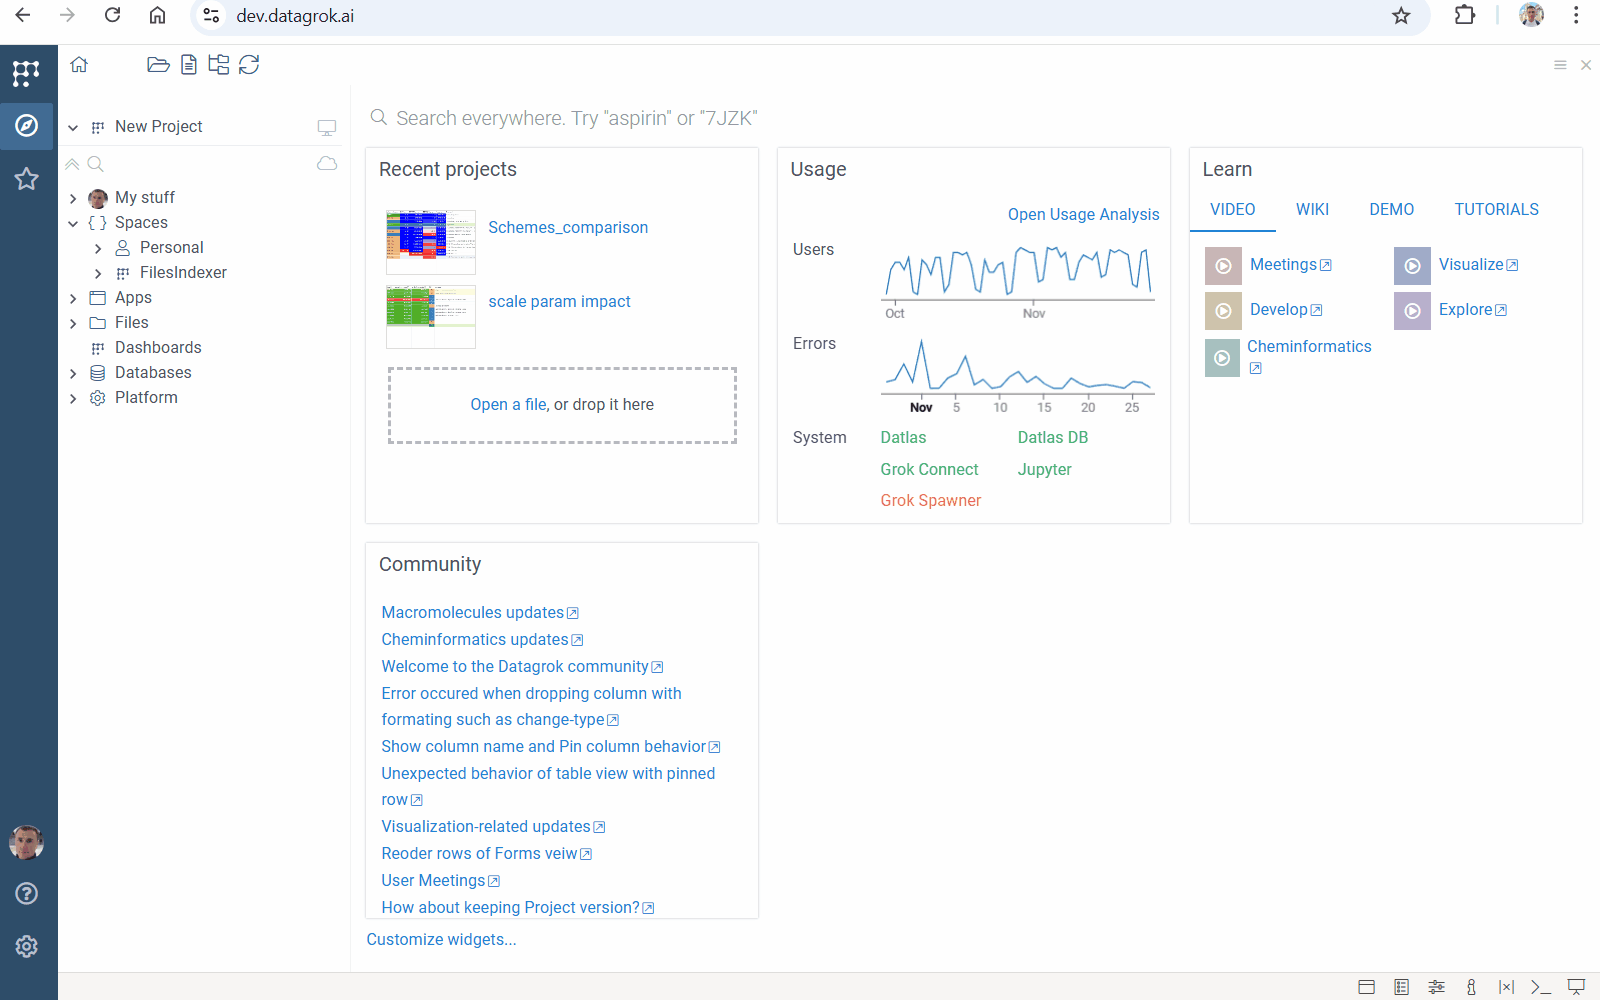 dev.datagrok.ai
New Project
My stuff
Spaces
Personal
FilesIndexer
Apps
Files
Dashboards
Databases
Platform
Search everywhere. Try "aspirin" or "7JZK"
Recent projects
Schemes_comparison
scale param impact
Open a file, or drop it here
Usage
Open Usage Analysis
Users
Oct Nov
Errors
Nov 5 10 15 20 25
System
Datlas Datlas DB
Grok Connect Jupyter
Grok Spawner
Learn
VIDEO WIKI DEMO TUTORIALS
Meetings Visualize
Develop Explore
Cheminformatics
Community
Macromolecules updates
Cheminformatics updates
Welcome to the Datagrok community
Error occured when dropping column with
formating such as change-type
Show column name and Pin column behavior
Unexpected behavior of table view with pinned
row
Visualization-related updates
Reoder rows of Forms veiw
User Meetings
How about keeping Project version?
Customize widgets...